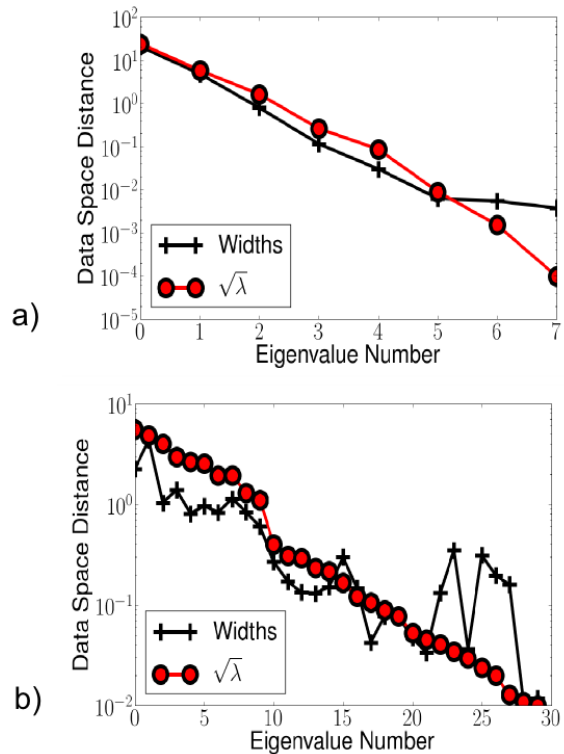 a)
Data Space Distance
10^2
10^1
10^0
10^-1
10^-2
10^-3
10^-4
10^-5
Widths
√λ
0 1 2 3 4 5 6 7
Eigenvalue Number
b)
Data Space Distance
10^1
10^0
10^-1
10^-2
Widths
√λ
0 5 10 15 20 25 30
Eigenvalue Number